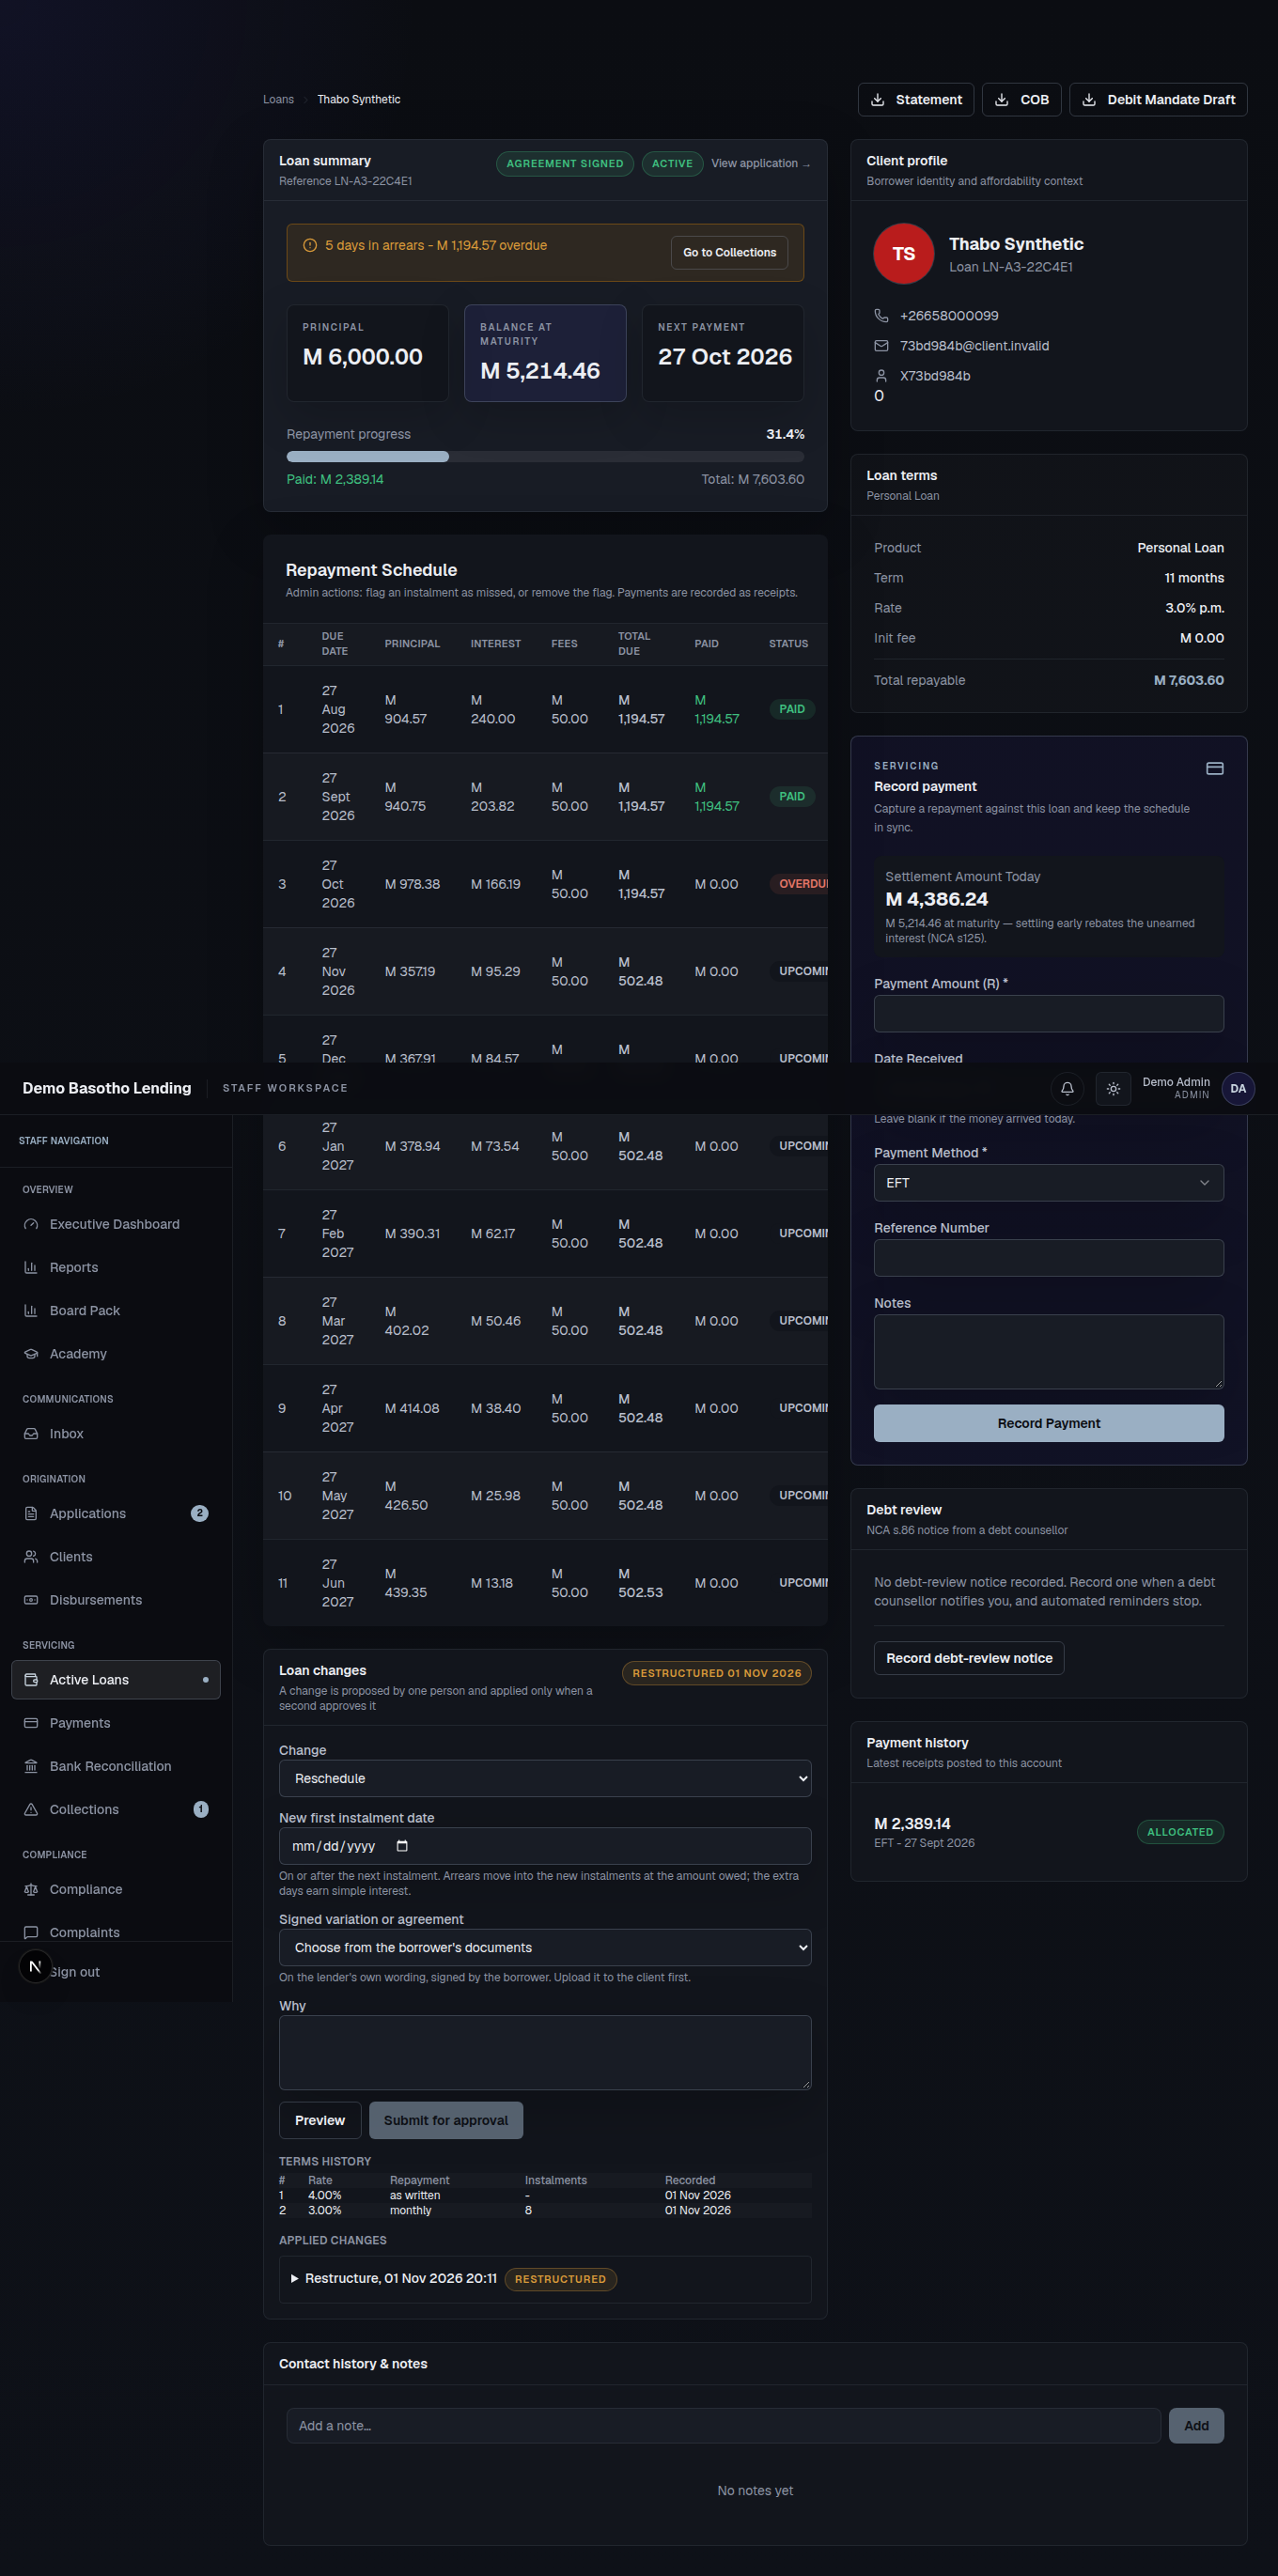 Loans › Thabo Synthetic
Statement
COB
Debit Mandate Draft
Loan summary
Reference LN-A3-22C4E1
AGREEMENT SIGNED
ACTIVE
View application →
5 days in arrears - M 1,194.57 overdue
Go to Collections
PRINCIPAL
M 6,000.00
BALANCE AT
MATURITY
M 5,214.46
NEXT PAYMENT
27 Oct 2026
Repayment progress
31.4%
Paid: M 2,389.14
Total: M 7,603.60
Repayment Schedule
Admin actions: flag an instalment as missed, or remove the flag. Payments are recorded as receipts.
# DUE DATE PRINCIPAL INTEREST FEES TOTAL DUE PAID STATUS
1 27 Aug 2026 M 904.57 M 240.00 M 50.00 M 1,194.57 M 1,194.57 PAID
2 27 Sept 2026 M 940.75 M 203.82 M 50.00 M 1,194.57 M 1,194.57 PAID
3 27 Oct 2026 M 978.38 M 166.19 M 50.00 M 1,194.57 M 0.00 OVERDU
4 27 Nov 2026 M 357.19 M 95.29 M 50.00 M 502.48 M 0.00 UPCOMIN
5 27 Dec M 367.91 M 84.57 M M M 0.00 UPCOMIN
Demo Basotho Lending
STAFF WORKSPACE
Demo Admin
ADMIN
DA
6 27 Jan 2027 M 378.94 M 73.54 M 50.00 M 502.48 M 0.00 UPCOMIN
7 27 Feb 2027 M 390.31 M 62.17 M 50.00 M 502.48 M 0.00 UPCOMIN
8 27 Mar 2027 M 402.02 M 50.46 M 50.00 M 502.48 M 0.00 UPCOMIN
9 27 Apr 2027 M 414.08 M 38.40 M 50.00 M 502.48 M 0.00 UPCOMIN
10 27 May 2027 M 426.50 M 25.98 M 50.00 M 502.48 M 0.00 UPCOMIN
11 27 Jun 2027 M 439.35 M 13.18 M 50.00 M 502.53 M 0.00 UPCOMIN
Loan changes
A change is proposed by one person and applied only when a
second approves it
RESTRUCTURED 01 NOV 2026
Change
Reschedule
New first instalment date
mm/dd/yyyy
On or after the next instalment. Arrears move into the new instalments at the amount owed; the extra
days earn simple interest.
Signed variation or agreement
Choose from the borrower's documents
On the lender's own wording, signed by the borrower. Upload it to the client first.
Why
Preview
Submit for approval
TERMS HISTORY
# Rate Repayment Instalments Recorded
1 4.00% as written - 01 Nov 2026
2 3.00% monthly 8 01 Nov 2026
APPLIED CHANGES
Restructure, 01 Nov 2026 20:11 RESTRUCTURED
Client profile
Borrower identity and affordability context
TS
Thabo Synthetic
Loan LN-A3-22C4E1
+26658000099
73bd984b@client.invalid
X73bd984b
0
Loan terms
Personal Loan
Product Personal Loan
Term 11 months
Rate 3.0% p.m.
Init fee M 0.00
Total repayable M 7,603.60
SERVICING
Record payment
Capture a repayment against this loan and keep the schedule
in sync.
Settlement Amount Today
M 4,386.24
M 5,214.46 at maturity — settling early rebates the unearned
interest (NCA s125).
Payment Amount (R) *
Date Received
Leave blank if the money arrived today.
Payment Method *
EFT
Reference Number
Notes
Record Payment
Debt review
NCA s.86 notice from a debt counsellor
No debt-review notice recorded. Record one when a debt
counsellor notifies you, and automated reminders stop.
Record debt-review notice
Payment history
Latest receipts posted to this account
M 2,389.14
EFT - 27 Sept 2026
ALLOCATED
STAFF NAVIGATION
OVERVIEW
Executive Dashboard
Reports
Board Pack
Academy
COMMUNICATIONS
Inbox
ORIGINATION
Applications 2
Clients
Disbursements
SERVICING
Active Loans
Payments
Bank Reconciliation
Collections 1
COMPLIANCE
Compliance
Complaints
N
Sign out
Contact history & notes
Add a note...
Add
No notes yet